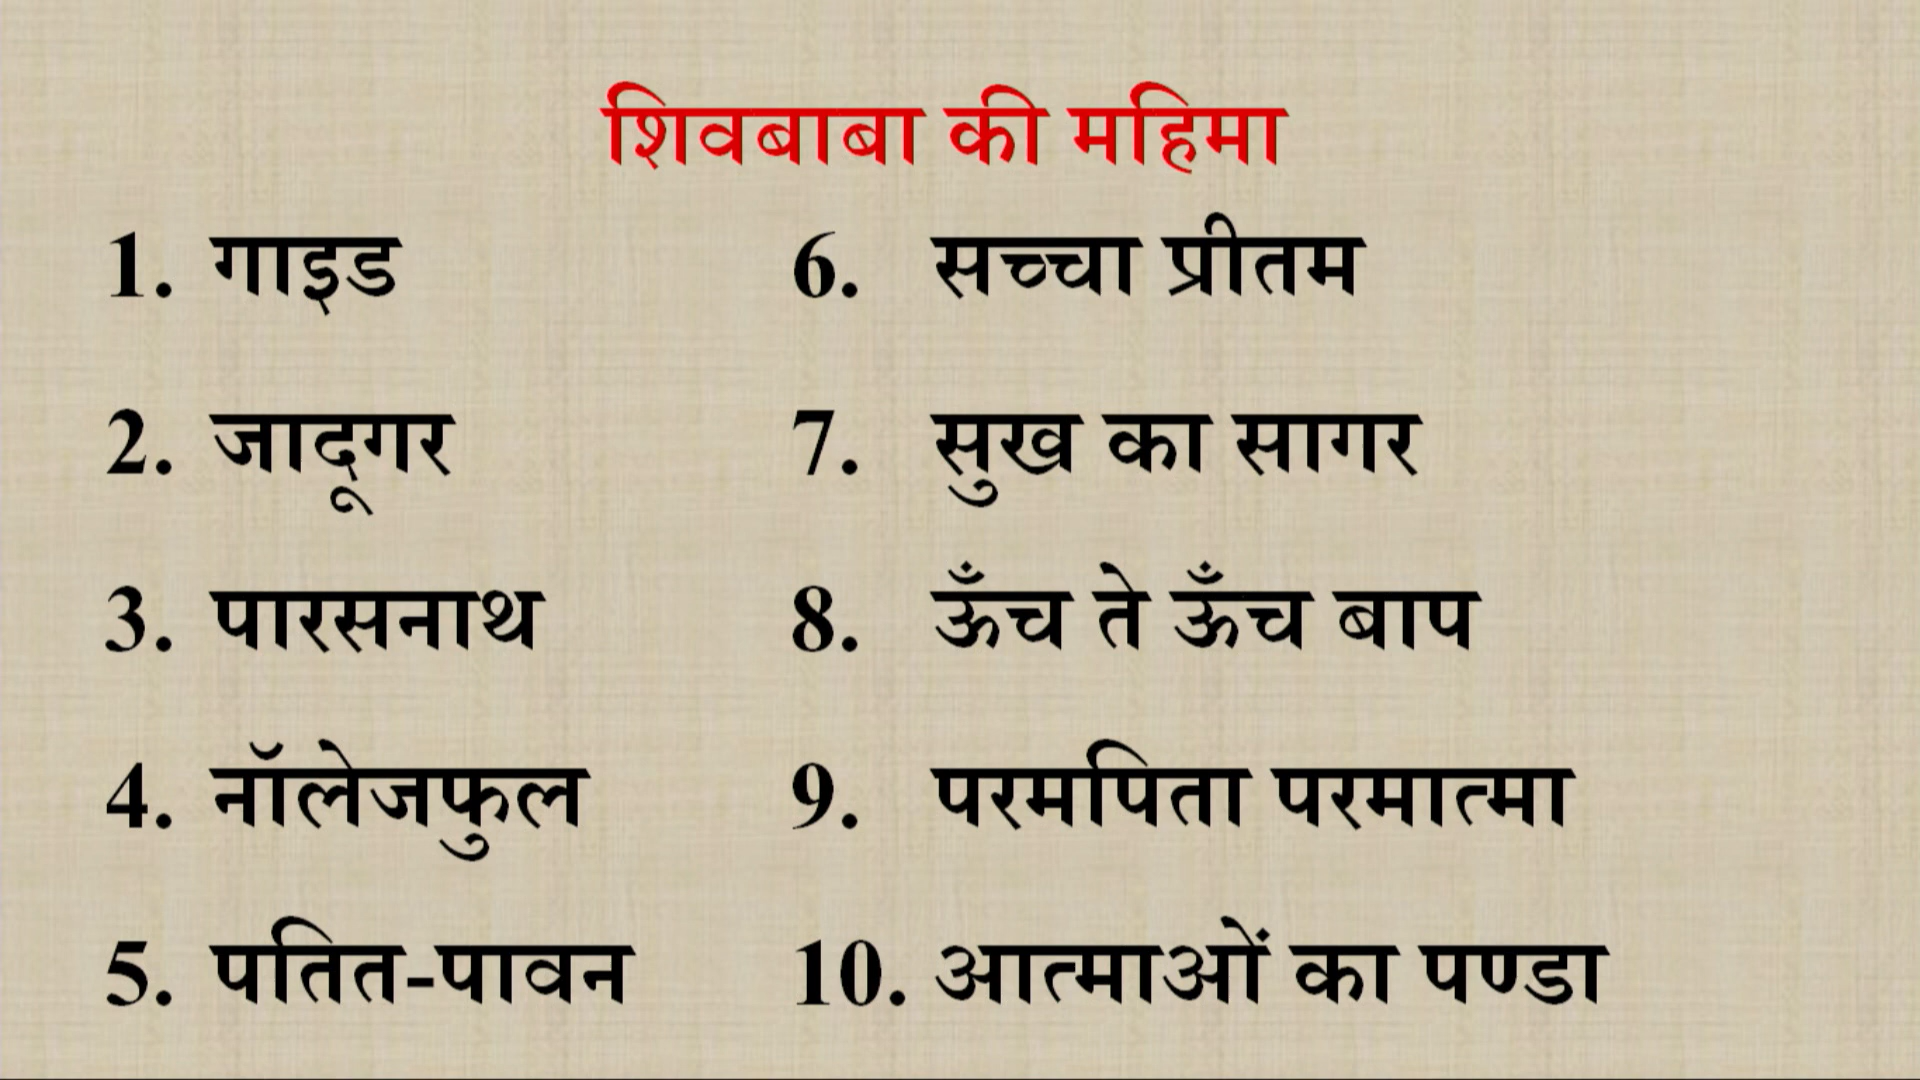 शिवबाबा की महिमा
1. गाइड
2. जादूगर
3. पारसनाथ
4. नॉलेजफुल
5. पतित-पावन
6. सच्चा प्रीतम
7. सुख का सागर
8. ऊँच ते ऊँच बाप
9. परमपिता परमात्मा
10. आत्माओं का पण्डा